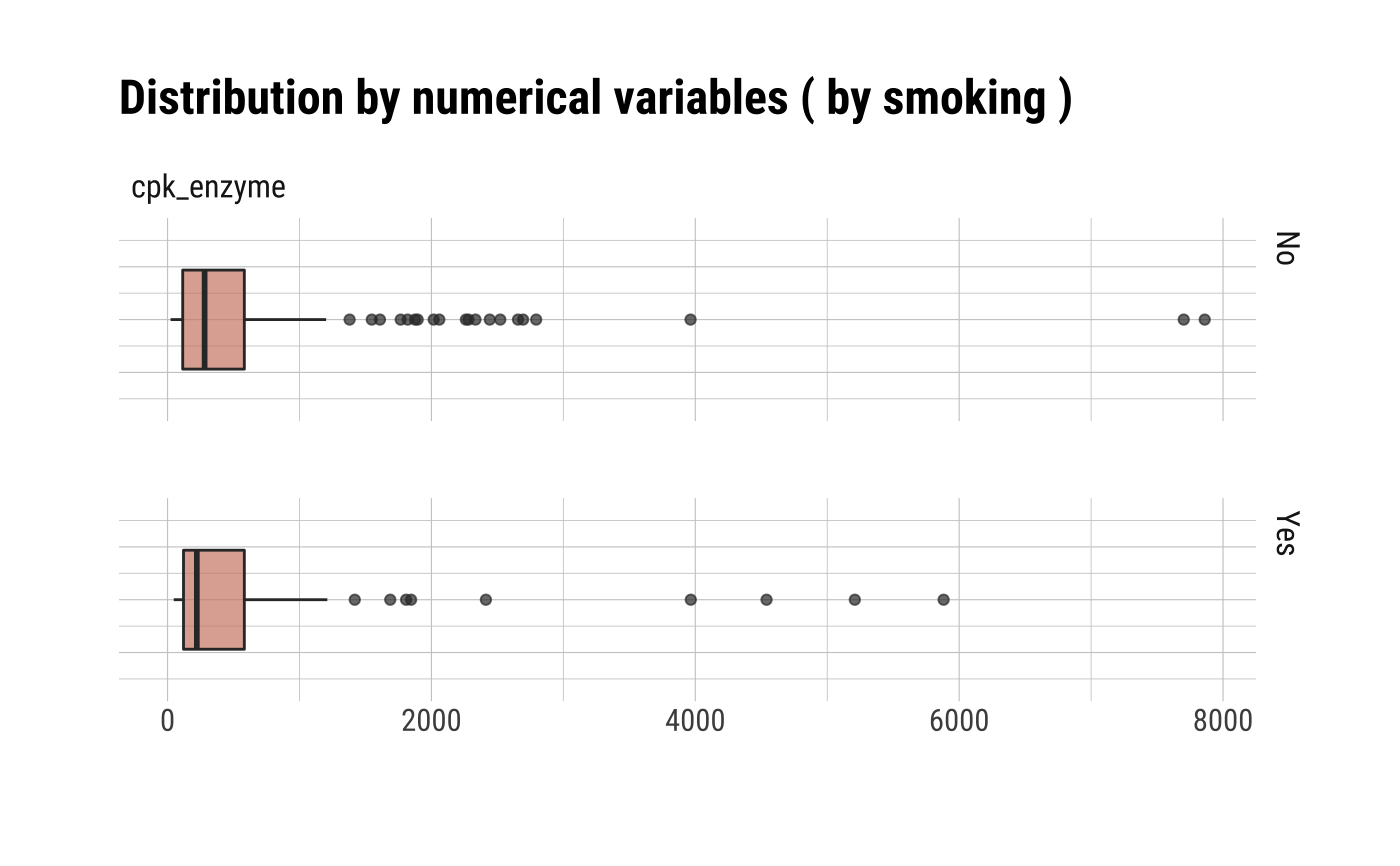 Distribution by numerical variables ( by smoking )
cpk_enzyme
No
Yes
0 2000 4000 6000 8000